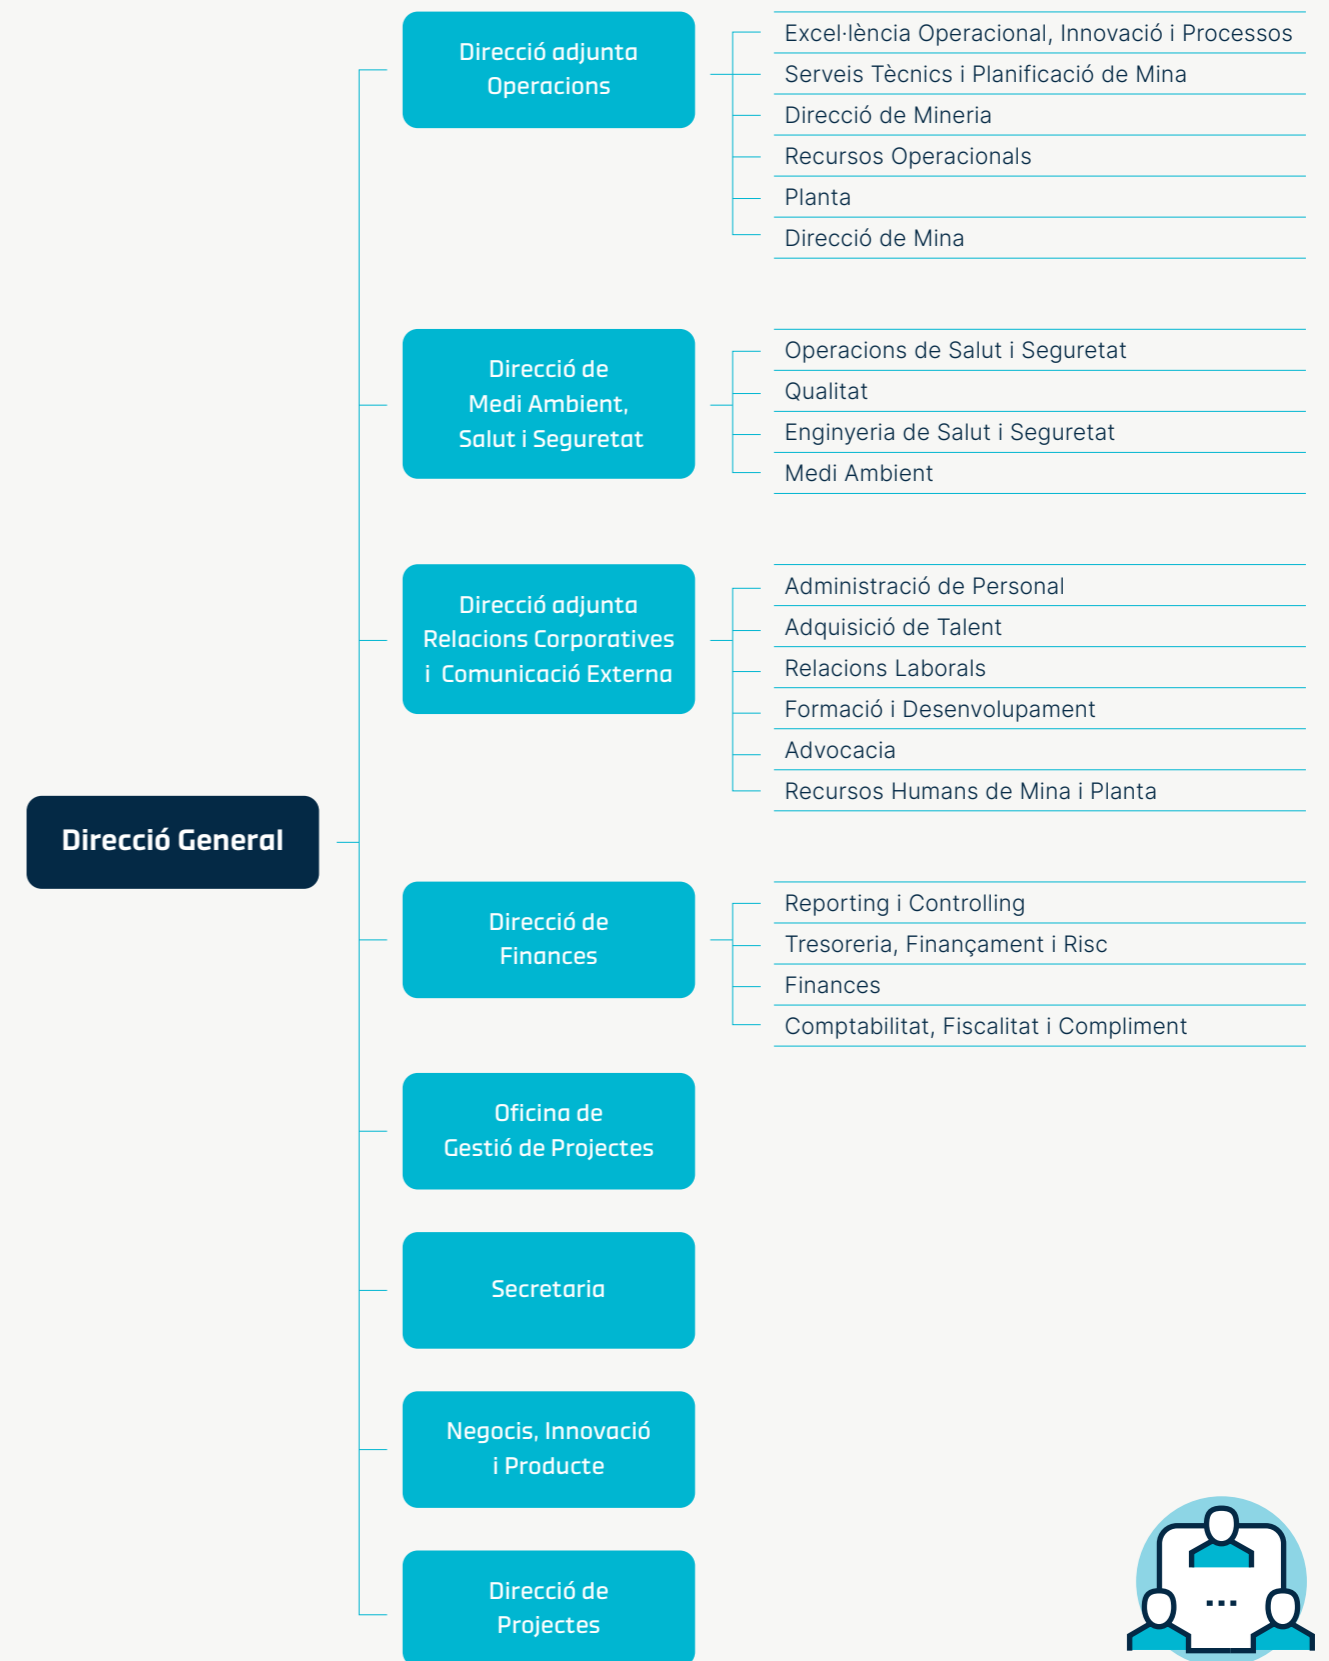 Direcció General
Direcció adjunta
Operacions
Excel·lència Operacional, Innovació i Processos
Serveis Tècnics i Planificació de Mina
Direcció de Mineria
Recursos Operacionals
Planta
Direcció de Mina
Direcció de
Medi Ambient,
Salut i Seguretat
Operacions de Salut i Seguretat
Qualitat
Enginyeria de Salut i Seguretat
Medi Ambient
Direcció adjunta
Relacions Corporatives
i Comunicació Externa
Administració de Personal
Adquisició de Talent
Relacions Laborals
Formació i Desenvolupament
Advocacia
Recursos Humans de Mina i Planta
Direcció de
Finances
Reporting i Controlling
Tresoreria, Finançament i Risc
Finances
Comptabilitat, Fiscalitat i Compliment
Oficina de
Gestió de Projectes
Secretaria
Negocis, Innovació
i Producte
Direcció de
Projectes